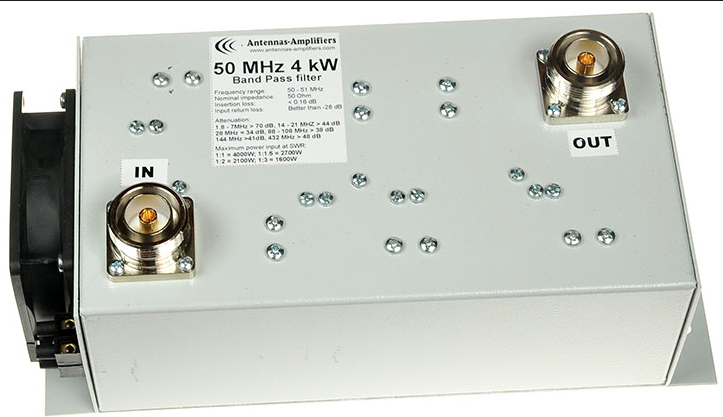 Antennas-Amplifiers
www.antennas-amplifiers.com
50 MHz 4 kW
Band Pass filter
Frequency range: 50 - 51 MHz
Nominal impedance: 50 Ohm
Insertion loss: < 0.16 dB
Input return loss: Better than -28 dB
Attenuation:
1.8 - 7MHz > 70 dB, 14 - 21 MHZ > 44 dB
28 MHz = 34 dB, 88 - 108 MHz > 38 dB
144 MHz >41dB, 432 MHz > 48 dB
Maximum power input at SWR:
1:1 = 4000W; 1:1.5 = 2700W
1:2 = 2100W; 1:3 = 1600W
OUT
IN